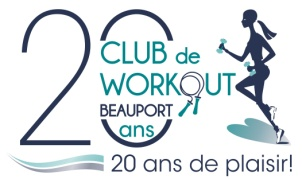 20
CLUB de
WORKOUT
BEAUPORT
ans
20 ans de plaisir!